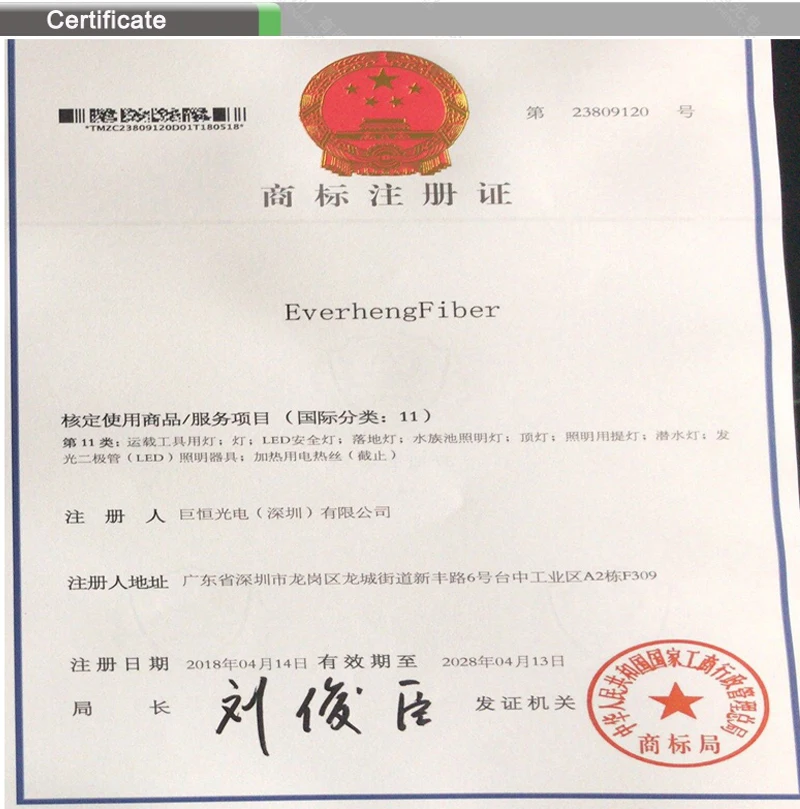 Certificate
*TMZC23809120D01T180518*
第 23809120 号
商标注册证
EverhengFiber
核定使用商品/服务项目（国际分类：11）
第11类：运载工具用灯；灯；LED安全灯；落地灯；水族池照明灯；顶灯；照明用提灯；潜水灯；发
光二极管（LED）照明器具；加热用电热丝（截止）
注册人 巨恒光电（深圳）有限公司
注册人地址 广东省深圳市龙岗区龙城街道新丰路6号台中工业区A2栋F309
注册日期 2018年04月14日 有效期至 2028年04月13日
局长 刘俊臣 发证机关
中华人民共和国国家工商行政管理总局
商标局